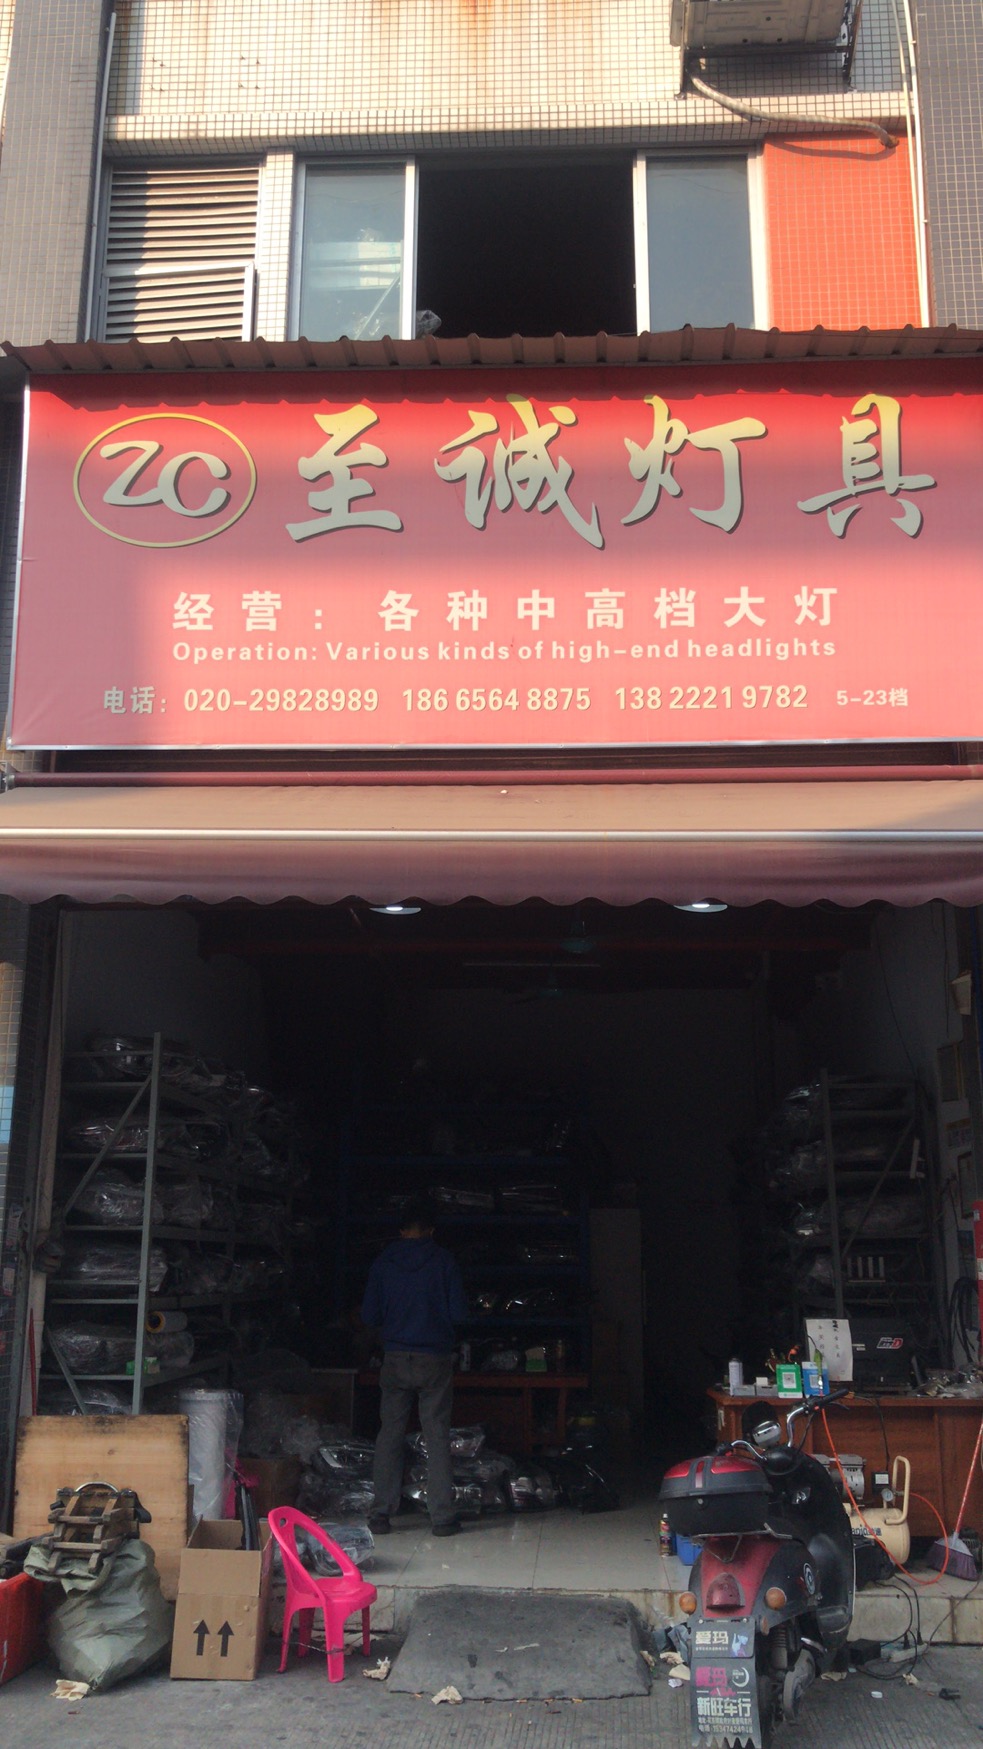 ZC 至诚灯具
经营：各种中高档大灯
Operation: Various kinds of high-end headlights
电话：020-29828989 186 6564 8875 138 2221 9782 5-23档
爱玛
爱玛
新旺车行